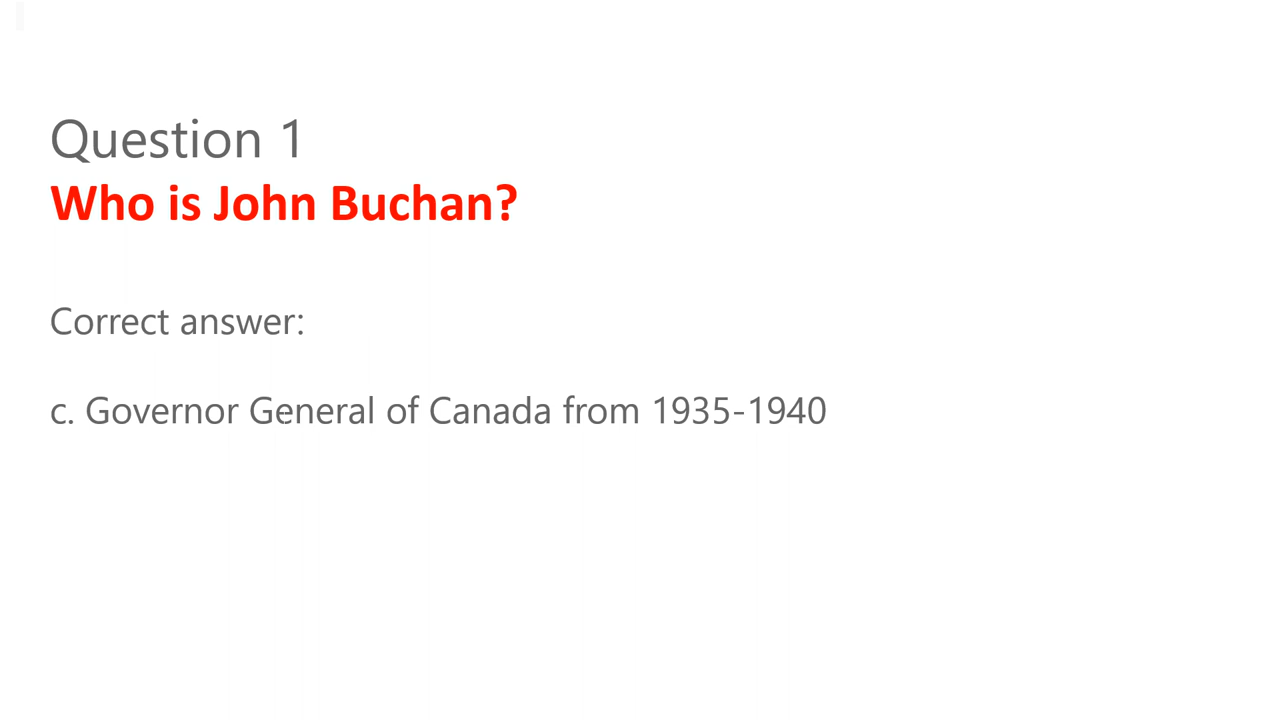 Question 1
Who is John Buchan?
Correct answer:
c. Governor General of Canada from 1935-1940